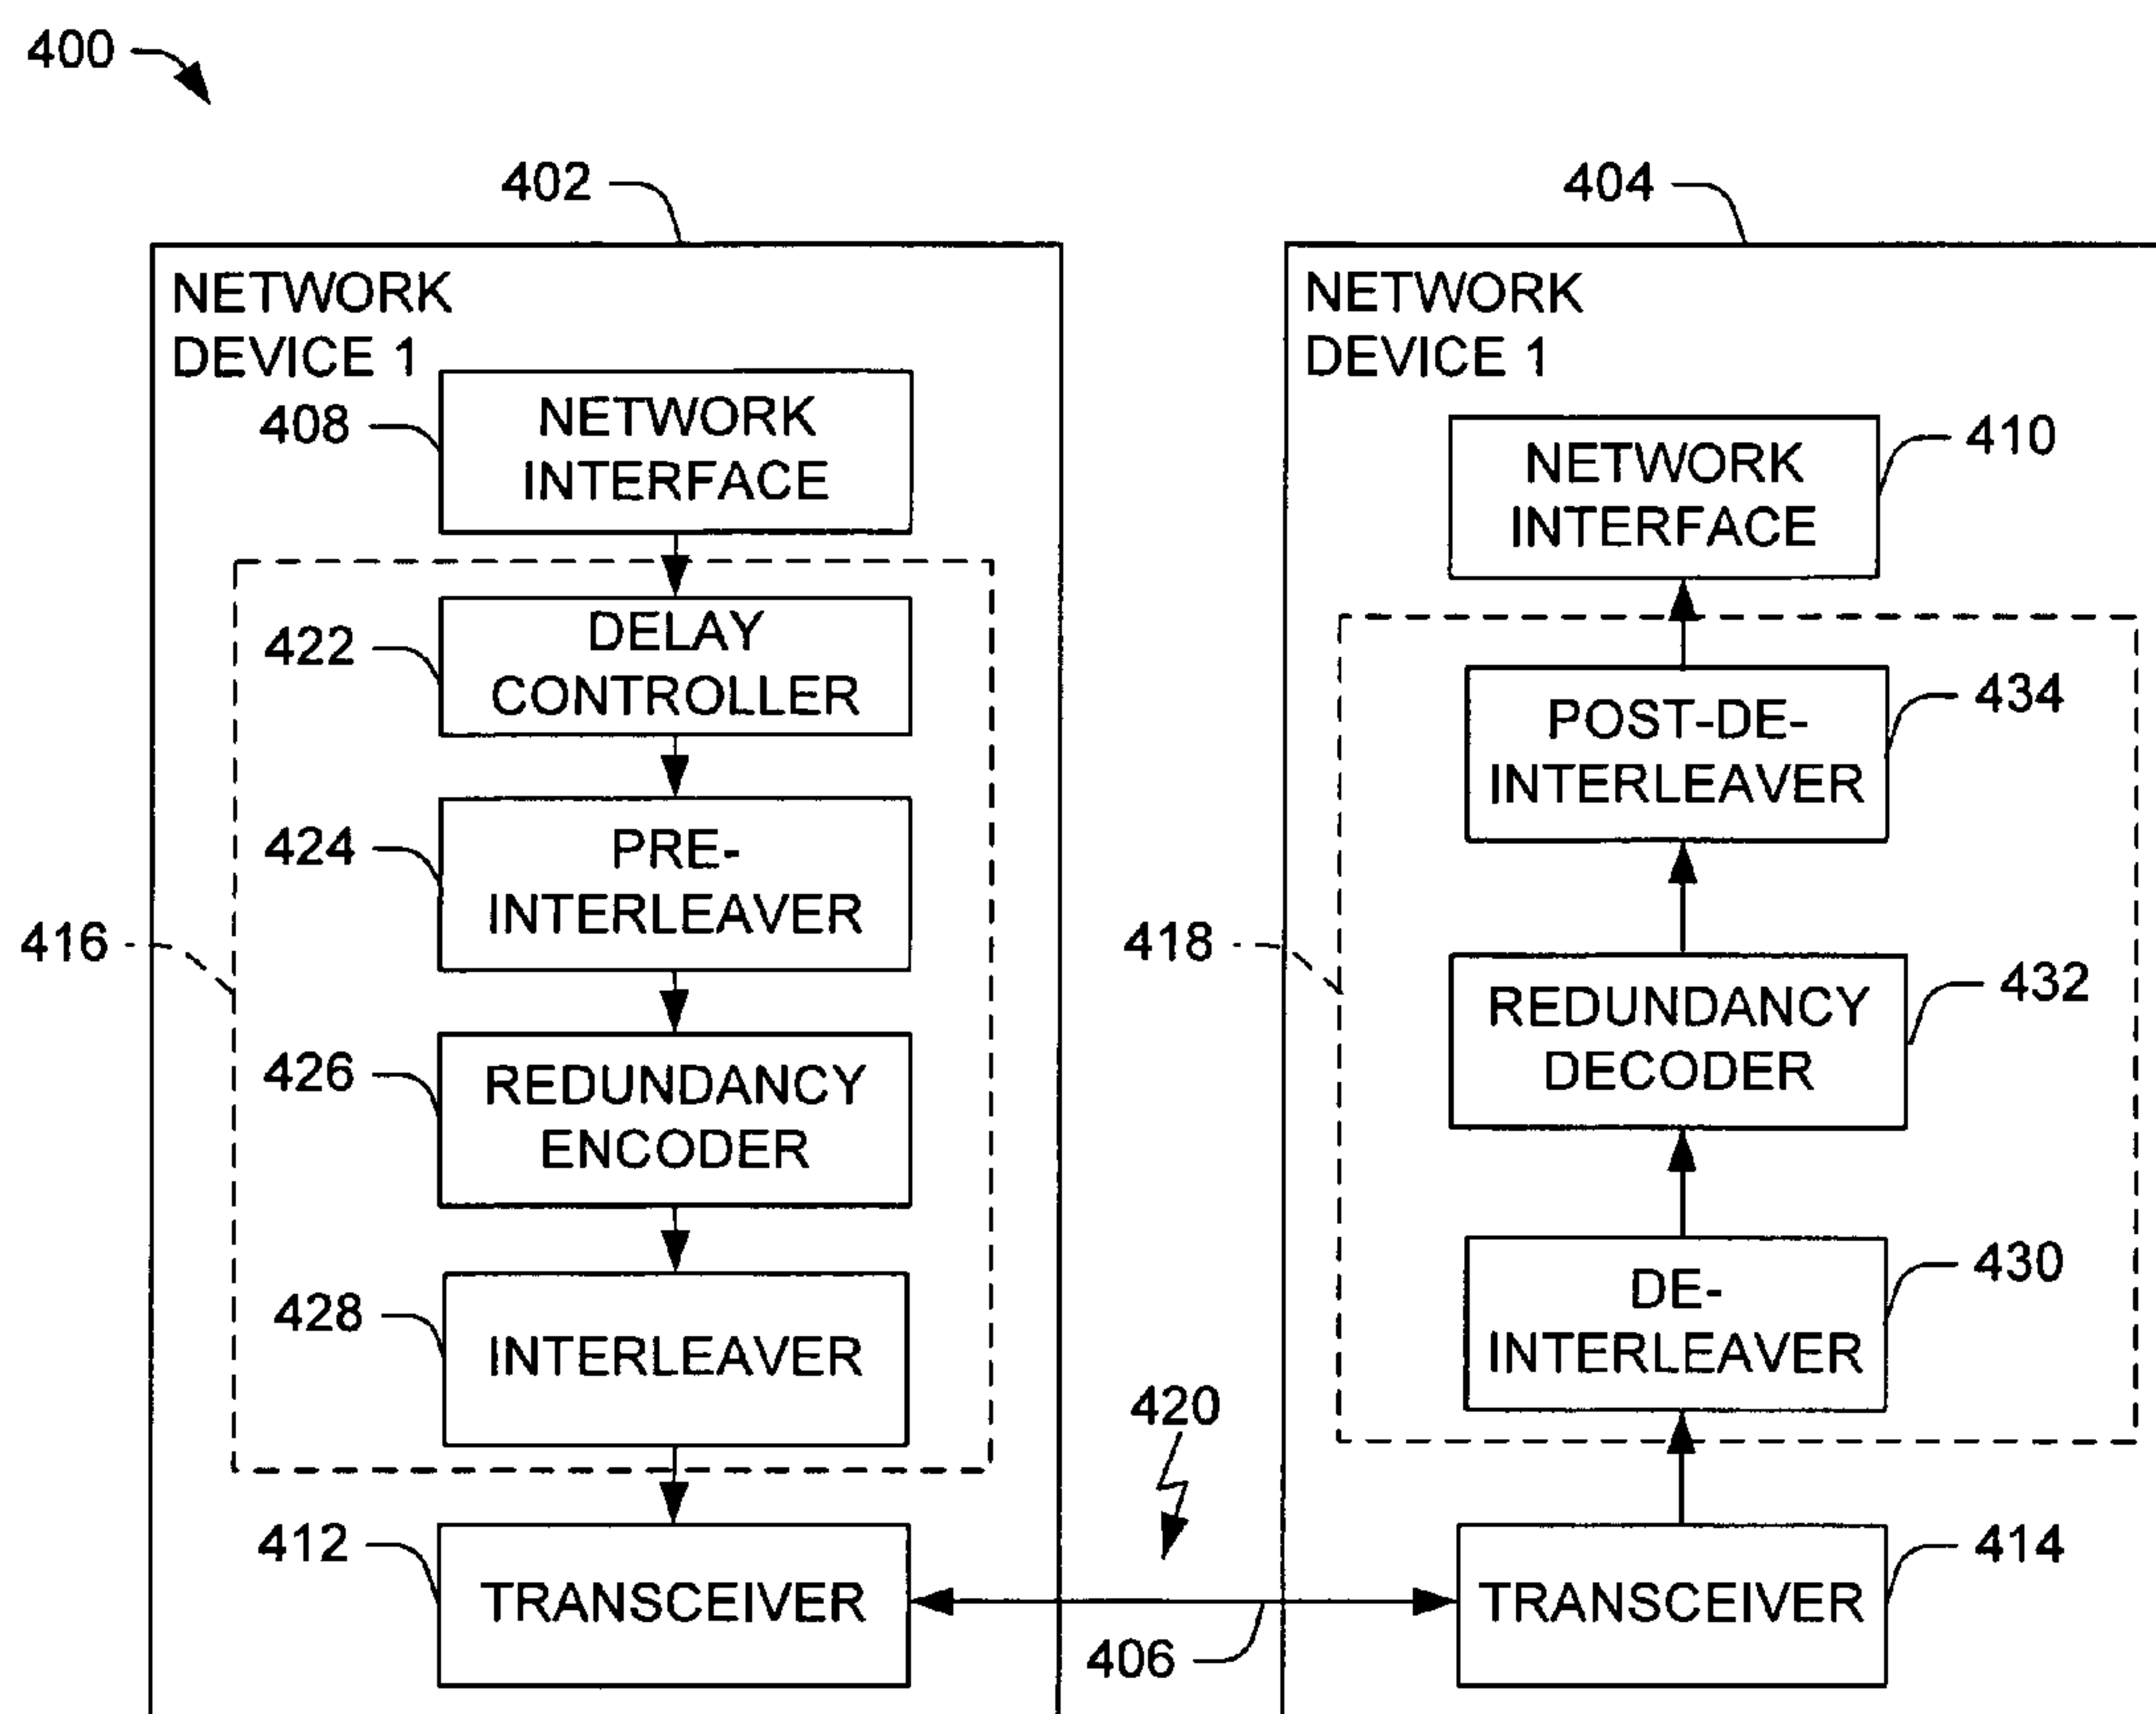 400
402
NETWORK
DEVICE 1
408
NETWORK
INTERFACE
422
DELAY
CONTROLLER
424
PRE-
INTERLEAVER
416
426
REDUNDANCY
ENCODER
428
INTERLEAVER
412
TRANSCEIVER
420
406
404
NETWORK
DEVICE 1
NETWORK
INTERFACE
410
POST-DE-
INTERLEAVER
434
418
REDUNDANCY
DECODER
432
DE-
INTERLEAVER
430
TRANSCEIVER
414